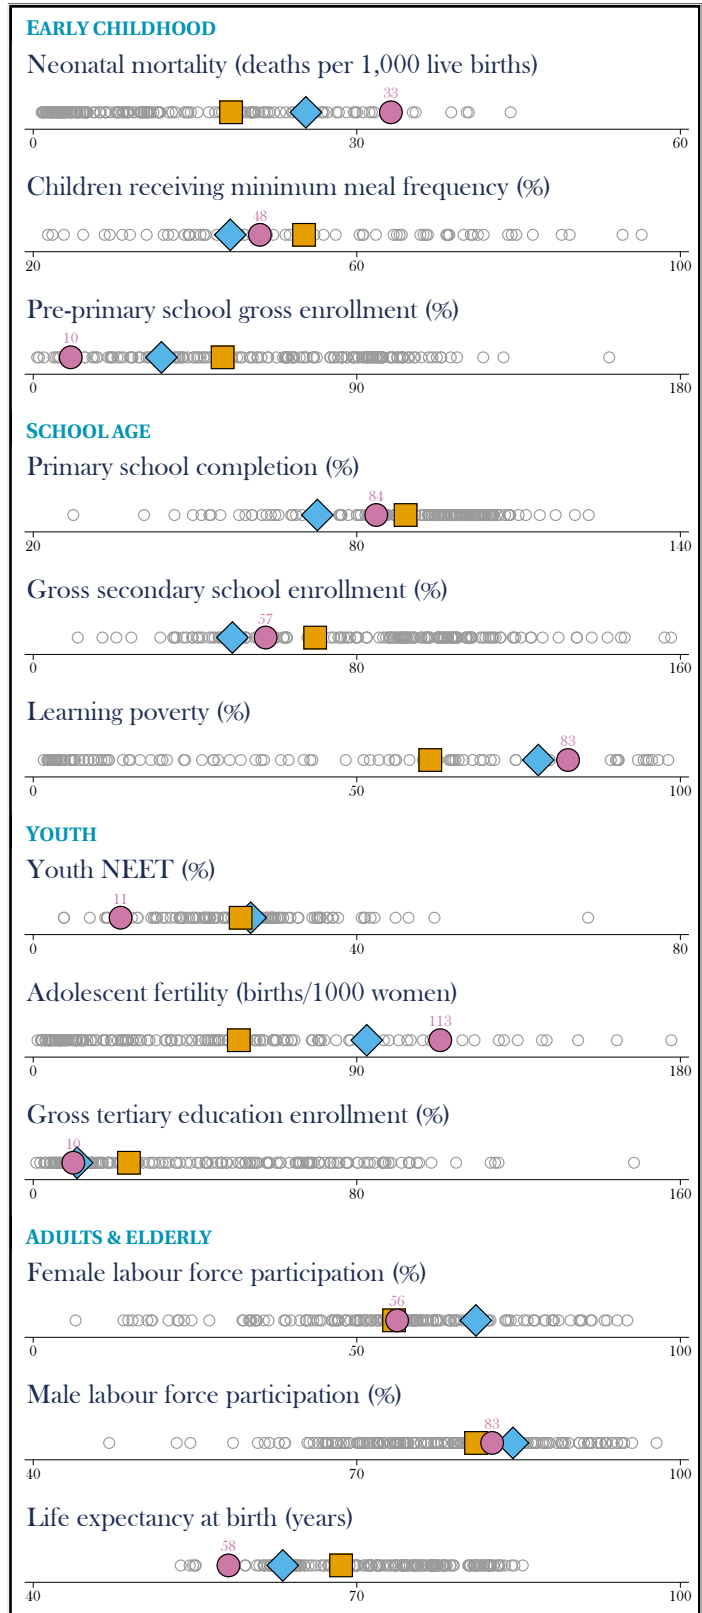 EARLY CHILDHOOD
Neonatal mortality (deaths per 1,000 live births)
33
0 30 60
Children receiving minimum meal frequency (%)
48
20 60 100
Pre-primary school gross enrollment (%)
10
0 90 180
SCHOOL AGE
Primary school completion (%)
84
20 80 140
Gross secondary school enrollment (%)
57
0 80 160
Learning poverty (%)
83
0 50 100
YOUTH
Youth NEET (%)
11
0 40 80
Adolescent fertility (births/1000 women)
113
0 90 180
Gross tertiary education enrollment (%)
10
0 80 160
ADULTS & ELDERLY
Female labour force participation (%)
56
0 50 100
Male labour force participation (%)
83
40 70 100
Life expectancy at birth (years)
58
40 70 100